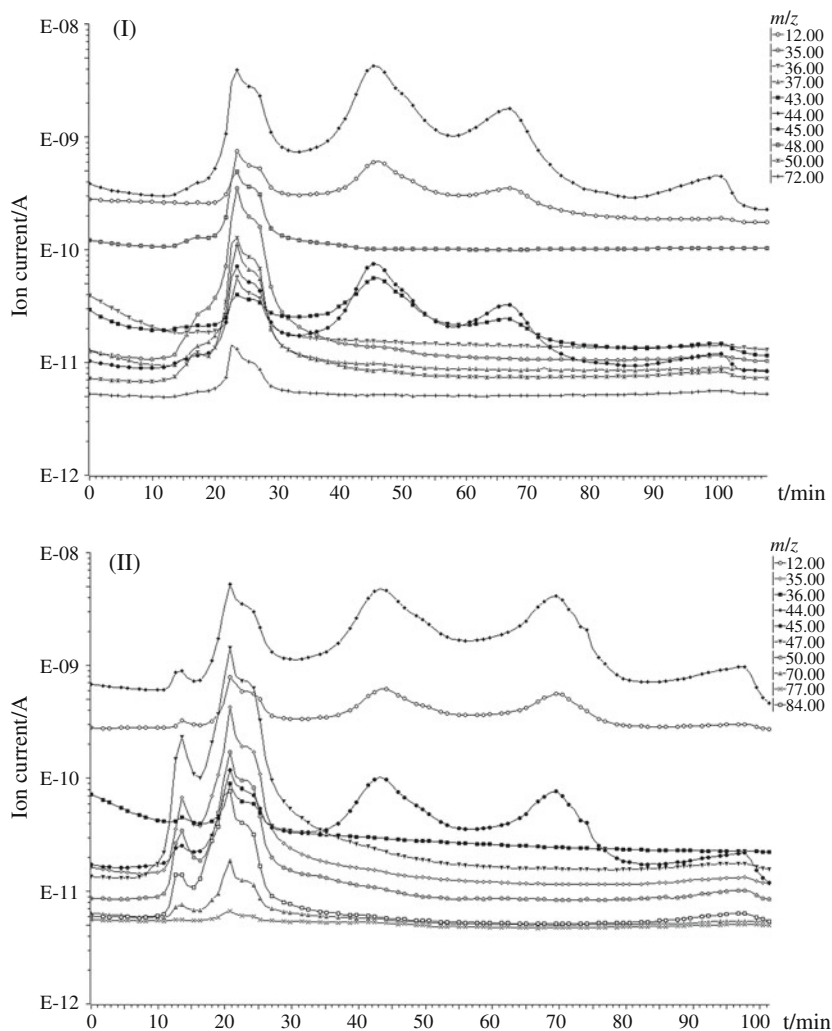 (I)
E-08
E-09
E-10
E-11
E-12
Ion current/A
0 10 20 30 40 50 60 70 80 90 100 t/min
m/z
12.00
35.00
36.00
37.00
43.00
44.00
45.00
48.00
50.00
72.00
(II)
E-08
E-09
E-10
E-11
E-12
Ion current/A
0 10 20 30 40 50 60 70 80 90 100 t/min
m/z
12.00
35.00
36.00
44.00
45.00
47.00
50.00
70.00
77.00
84.00